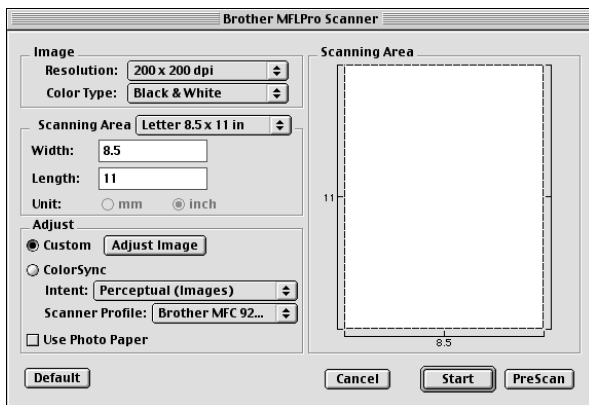 Brother MFLPro Scanner
Image
Resolution: 200 x 200 dpi
Color Type: Black & White
Scanning Area Letter 8.5 x 11 in
Width: 8.5
Length: 11
Unit: mm inch
Adjust
Custom Adjust Image
ColorSync
Intent: Perceptual (Images)
Scanner Profile: Brother MFC 92...
Use Photo Paper
Default
Scanning Area
11
8.5
Cancel Start PreScan